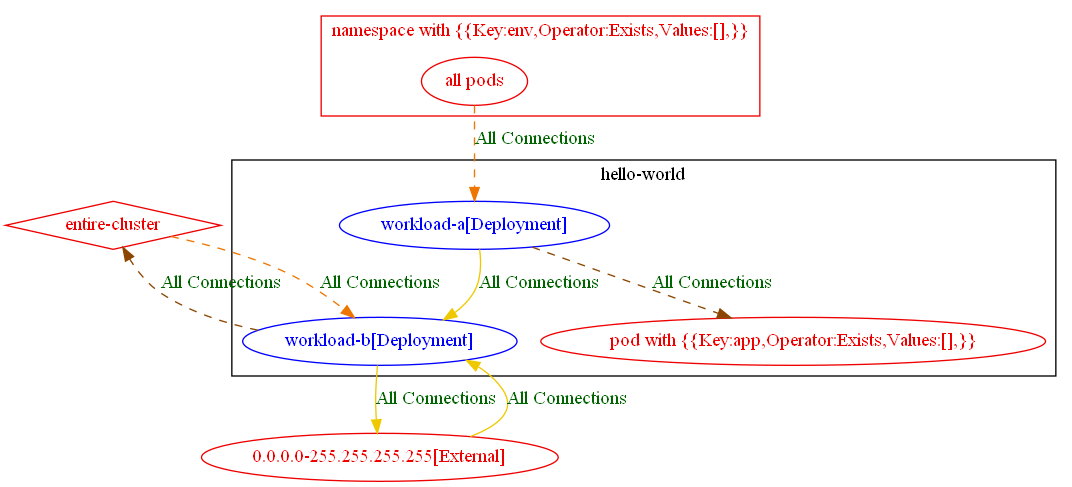 namespace with {{Key:env,Operator:Exists,Values:[],}}
all pods
All Connections
hello-world
entire-cluster
workload-a[Deployment]
All Connections
All Connections
All Connections
All Connections
workload-b[Deployment]
pod with {{Key:app,Operator:Exists,Values:[],}}
All Connections
All Connections
0.0.0.0-255.255.255.255[External]